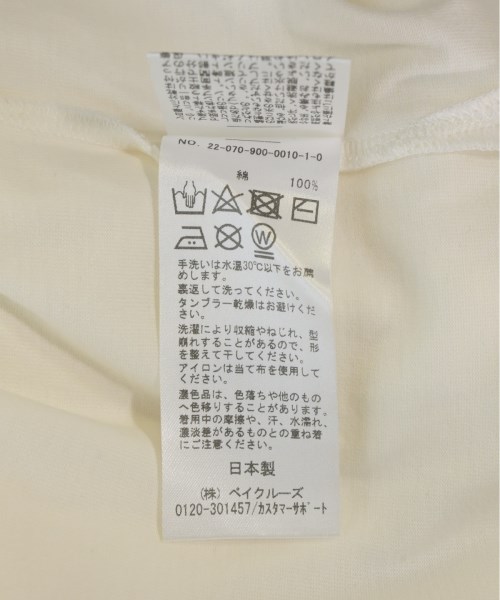 NO. 22-070-900-0010-1-0
綿 100%
手洗いは水温30℃以下をお薦
めします。
裏返して洗ってください。
タンブラー乾燥はお避けくだ
さい。
洗濯により収縮やねじれ、型
崩れすることがあるので、形
を整えて干してください。
アイロンは当て布を使用して
ください。
濃色品は、色落ちや他のもの
へ色移りすることがあります。
着用中の摩擦や、汗、水濡れ、
濃淡差があるものとの重ね着
にご注意ください。
日本製
(株) ベイクルーズ
0120-301457/カスタマーサポート